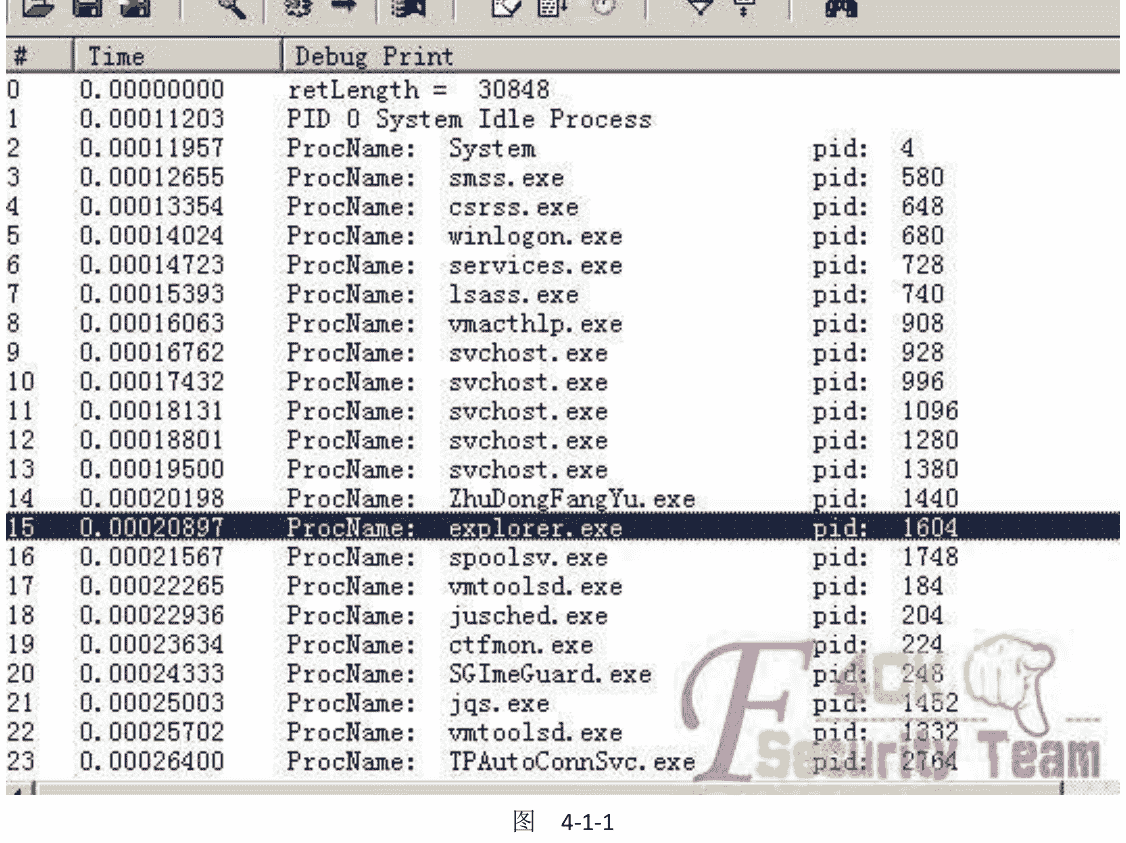 # Time Debug Print
0 0.00000000 retLength = 30848
1 0.00011203 PID 0 System Idle Process
2 0.00011957 ProcName: System pid: 4
3 0.00012655 ProcName: smss.exe pid: 580
4 0.00013354 ProcName: csrss.exe pid: 648
5 0.00014024 ProcName: winlogon.exe pid: 680
6 0.00014723 ProcName: services.exe pid: 728
7 0.00015393 ProcName: lsass.exe pid: 740
8 0.00016063 ProcName: vmacthlp.exe pid: 908
9 0.00016762 ProcName: svchost.exe pid: 928
10 0.00017432 ProcName: svchost.exe pid: 996
11 0.00018131 ProcName: svchost.exe pid: 1096
12 0.00018801 ProcName: svchost.exe pid: 1280
13 0.00019500 ProcName: svchost.exe pid: 1380
14 0.00020198 ProcName: ZhuDongFangYu.exe pid: 1440
15 0.00020897 ProcName: explorer.exe pid: 1604
16 0.00021567 ProcName: spoolsv.exe pid: 1748
17 0.00022265 ProcName: vmtoolsd.exe pid: 184
18 0.00022936 ProcName: jusched.exe pid: 204
19 0.00023634 ProcName: ctfmon.exe pid: 224
20 0.00024333 ProcName: SGImeGuard.exe pid: 248
21 0.00025003 ProcName: jqs.exe pid: 1452
22 0.00025702 ProcName: vmtoolsd.exe pid: 1332
23 0.00026400 ProcName: TPAutoConnSvc.exe pid: 2764
F4CK
Security Team
图 4-1-1